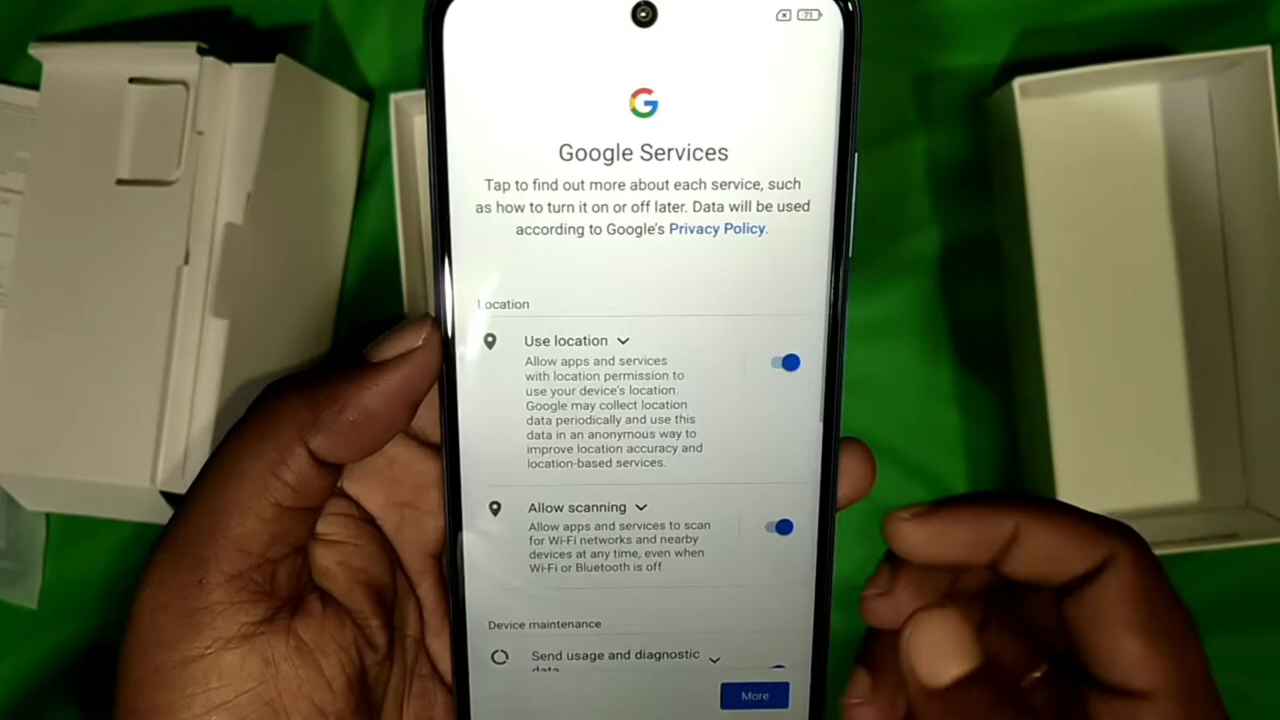 71
G
Google Services
Tap to find out more about each service, such
as how to turn it on or off later. Data will be used
according to Google's Privacy Policy.
Location
Use location
Allow apps and services
with location permission to
use your device's location.
Google may collect location
data periodically and use this
data in an anonymous way to
improve location accuracy and
location-based services.
Allow scanning
Allow apps and services to scan
for Wi-Fi networks and nearby
devices at any time, even when
Wi-Fi or Bluetooth is off.
Device maintenance
Send usage and diagnostic
data
More